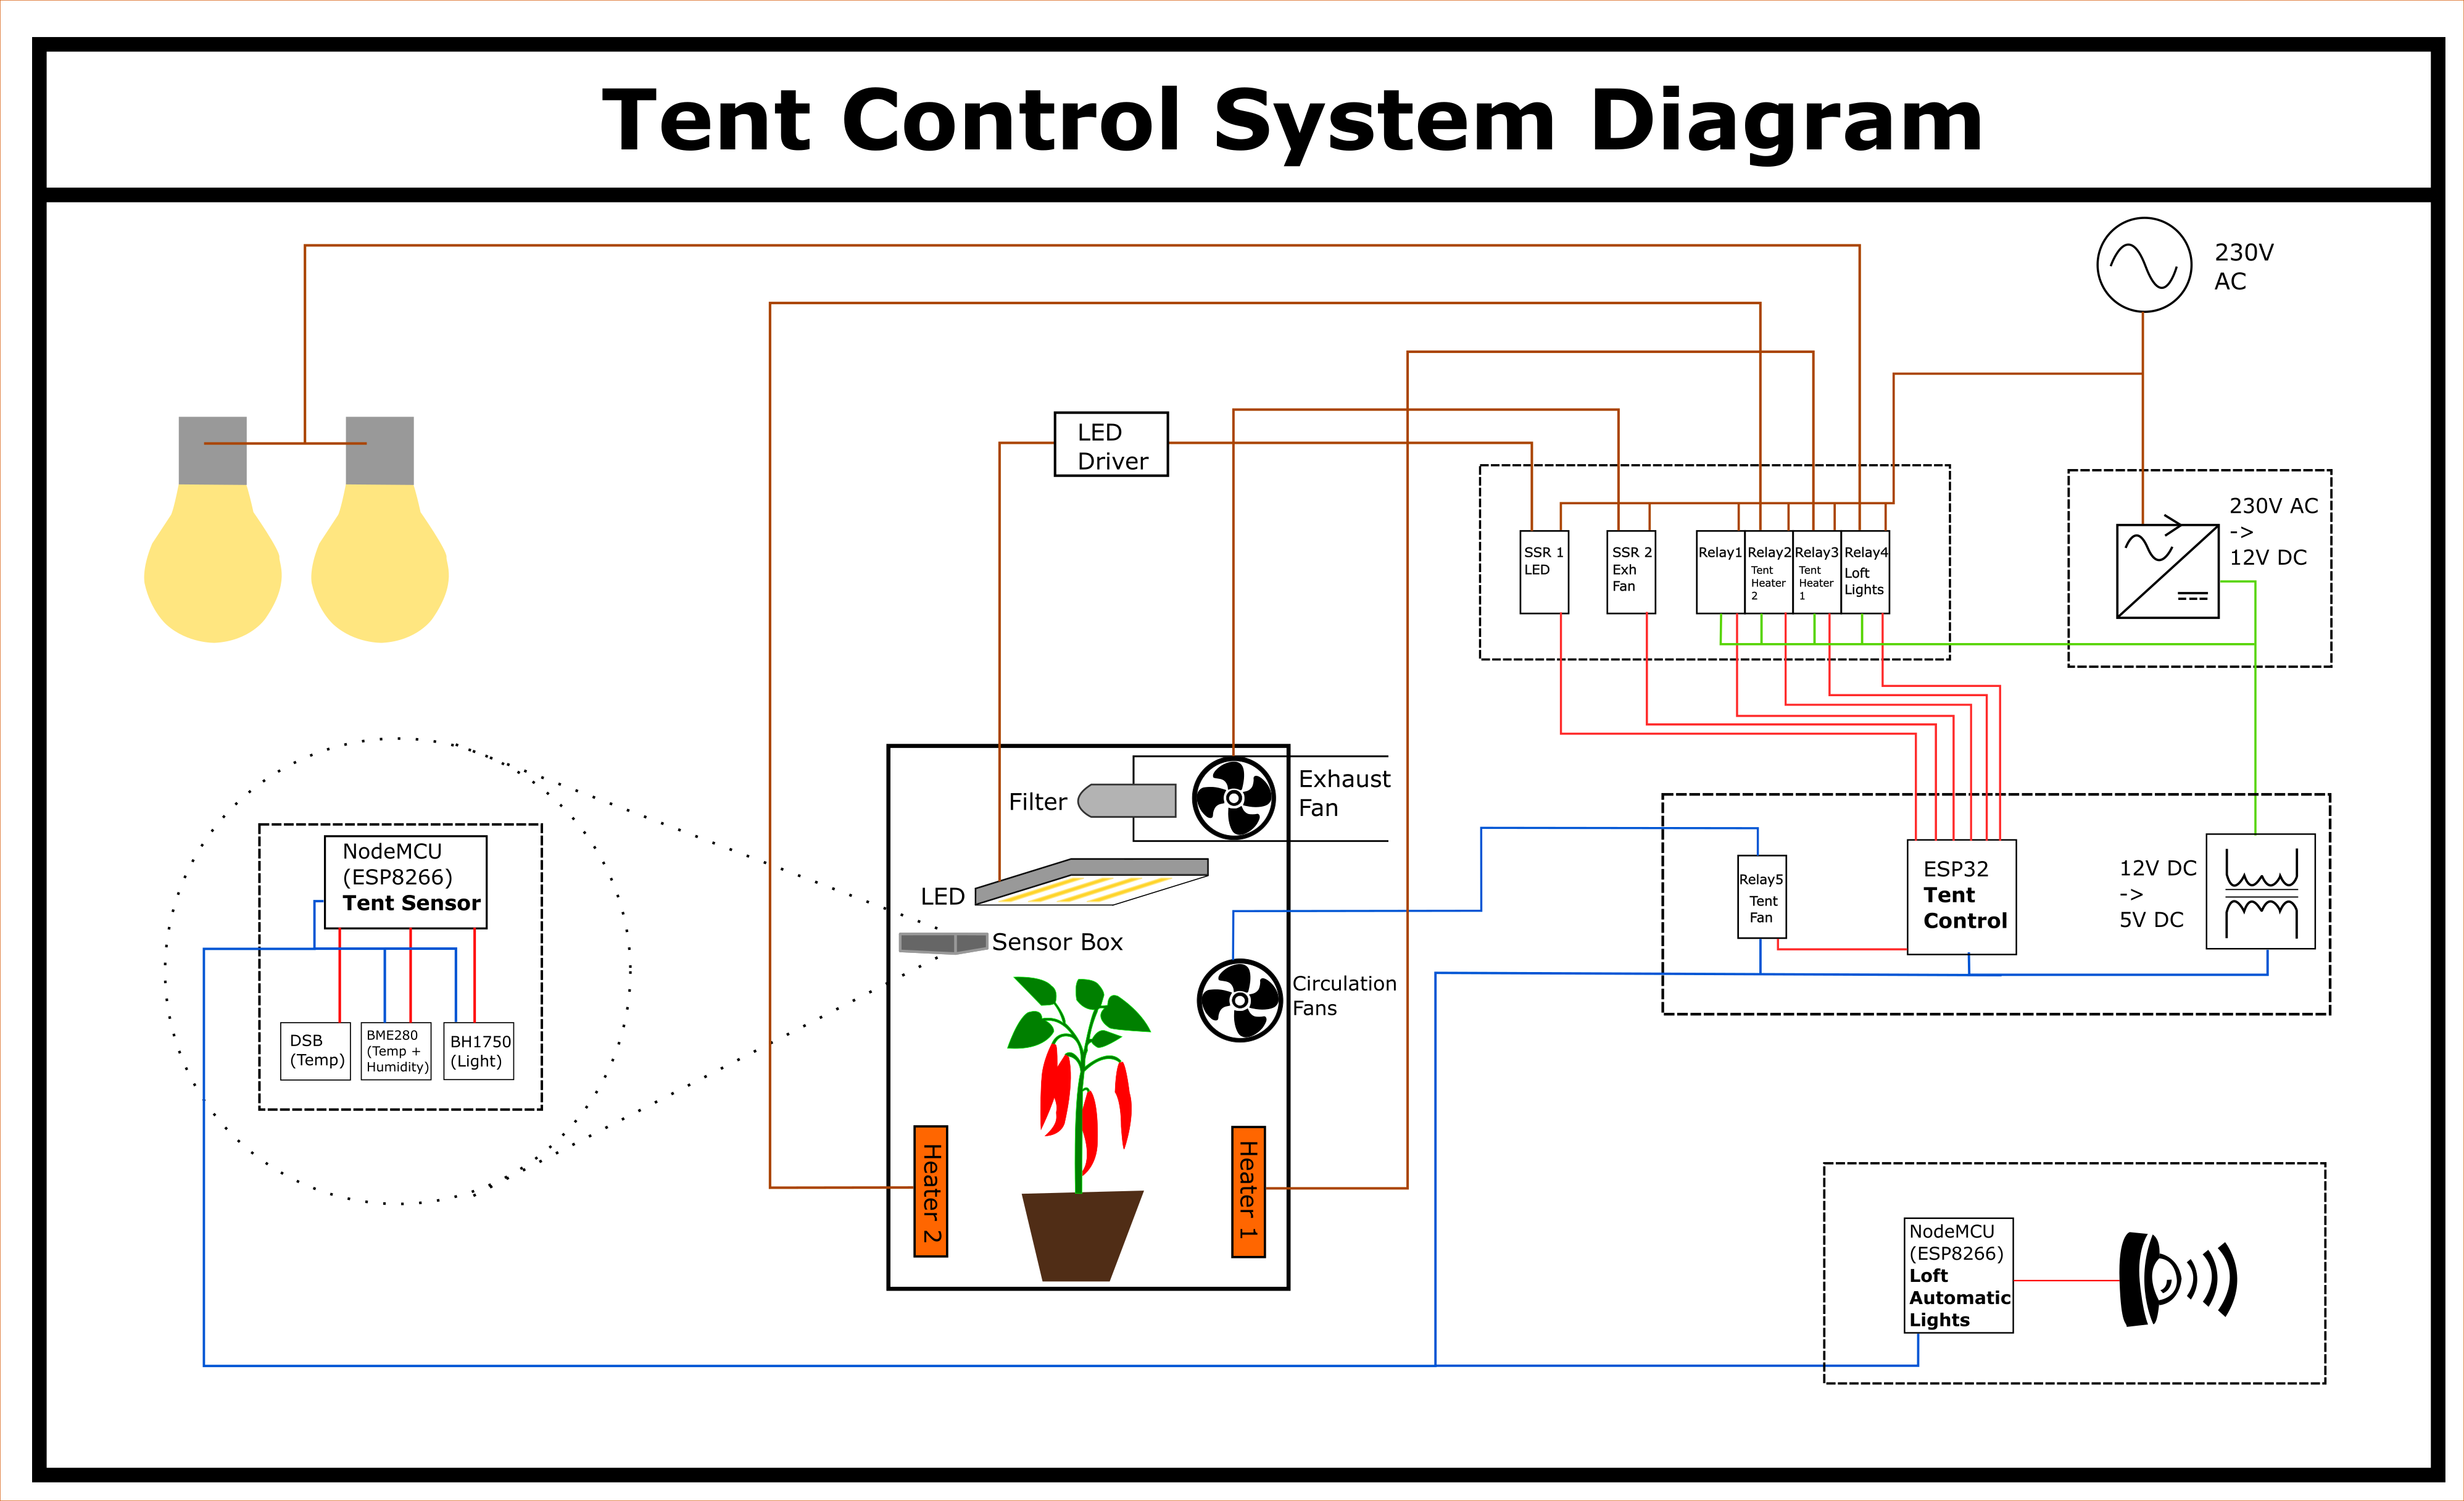 Tent Control System Diagram
230V
AC
LED
Driver
230V AC
->
12V DC
SSR 1
LED
SSR 2
Exh
Fan
Relay1
Relay2
Tent
Heater
2
Relay3
Tent
Heater
1
Relay4
Loft
Lights
Filter
Exhaust
Fan
LED
Sensor Box
Circulation
Fans
Heater 2
Heater 1
NodeMCU
(ESP8266)
Tent Sensor
DSB
(Temp)
BME280
(Temp +
Humidity)
BH1750
(Light)
Relay5
Tent
Fan
ESP32
Tent
Control
12V DC
->
5V DC
NodeMCU
(ESP8266)
Loft
Automatic
Lights